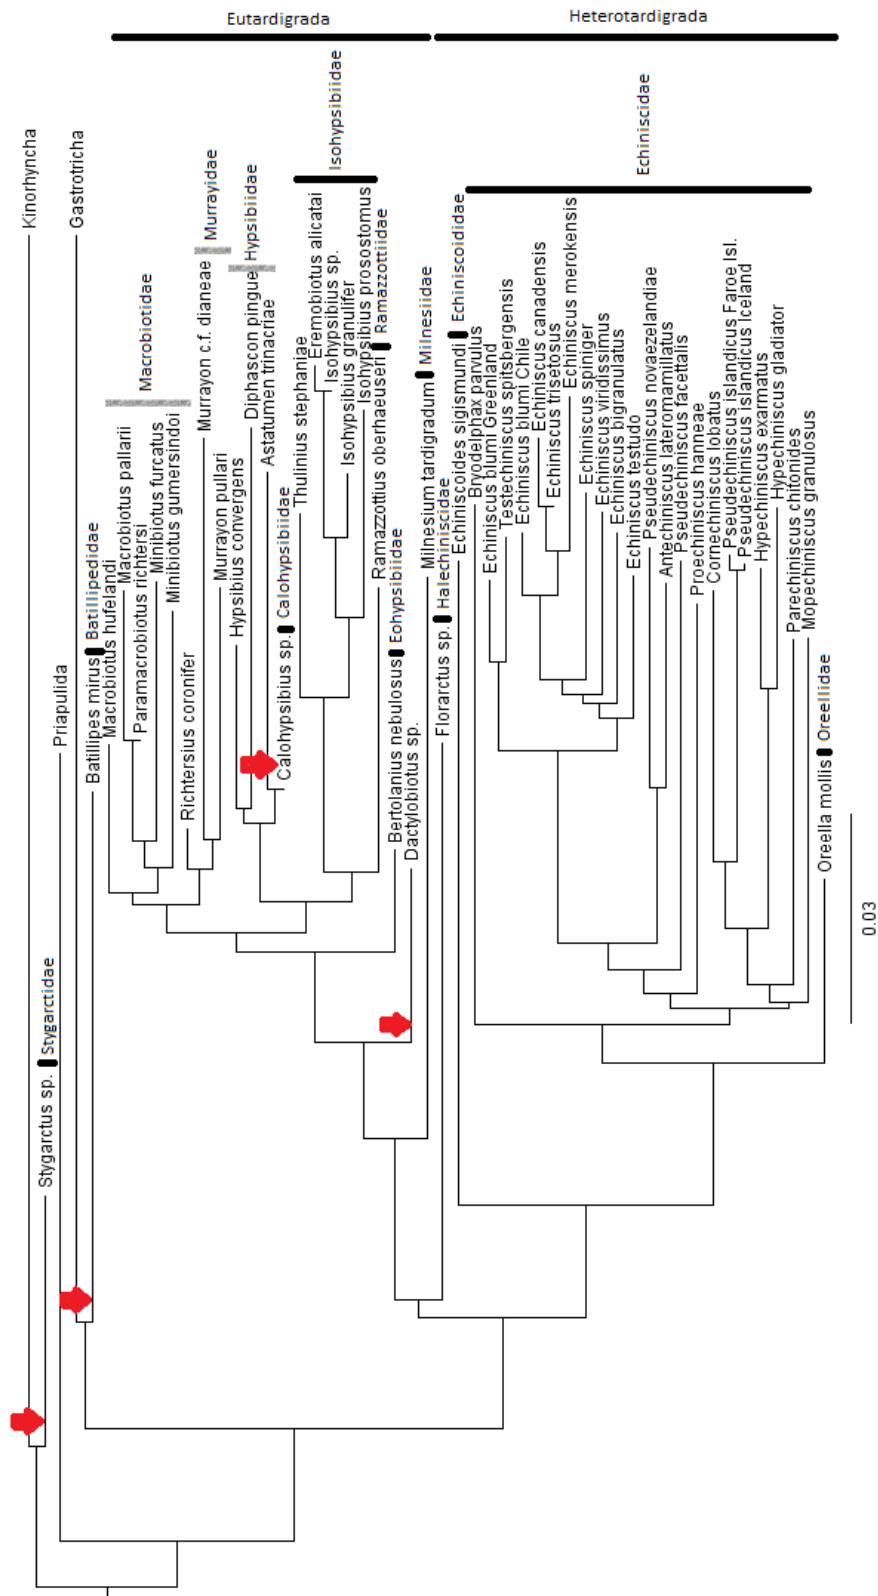 Eutardigrada
Heterotardigrada
Kinorhyncha
Stygarctus sp.
Stygarctidae
Priapulida
Gastrotricha
Batillipes mirus
Batillipedidae
Macrobiotus hufelandi
Macrobiotus pallarii
Paramacrobiotus richtersi
Minibiotus furcatus
Minibiotus gumersindoi
Macrobiotidae
Richtersius coronifer
Murrayon c.f. dianeae
Murrayon pullari
Murrayidae
Hypsibius convergens
Diphascon pingue
Astatumen trinacriae
Hypsibiidae
Calohypsibius sp.
Calohypsibiidae
Thulinius stephaniae
Eremobiotus alicatai
Isohypsibius sp.
Isohypsibius granulifer
Isohypsibius prosostomus
Isohypsibiidae
Ramazzottius oberhaeuseri
Ramazzottiidae
Bertolanius nebulosus
Eohypsibiidae
Dactylobiotus sp.
Milnesium tardigradum
Milnesiidae
Florarctus sp.
Halechiniscidae
Echiniscoides sigismundi
Echiniscoididae
Bryodelphax parvulus
Echiniscus blumi Greenland
Testechiniscus spitsbergensis
Echiniscus blumi Chile
Echiniscus canadensis
Echiniscus trisetosus
Echiniscus merokensis
Echiniscus spiniger
Echiniscus viridissimus
Echiniscus bigranulatus
Echiniscus testudo
Pseudechiniscus novaezelandiae
Antechiniscus lateromamillatus
Pseudechiniscus facettalis
Proechiniscus hanneae
Cornechiniscus lobatus
Pseudechiniscus islandicus Faroe Isl.
Pseudechiniscus islandicus Iceland
Hypechiniscus exarmatus
Hypechiniscus gladiator
Parechiniscus chitonides
Mopechiniscus granulosus
Echiniscidae
Oreella mollis
Oreellidae
0.03